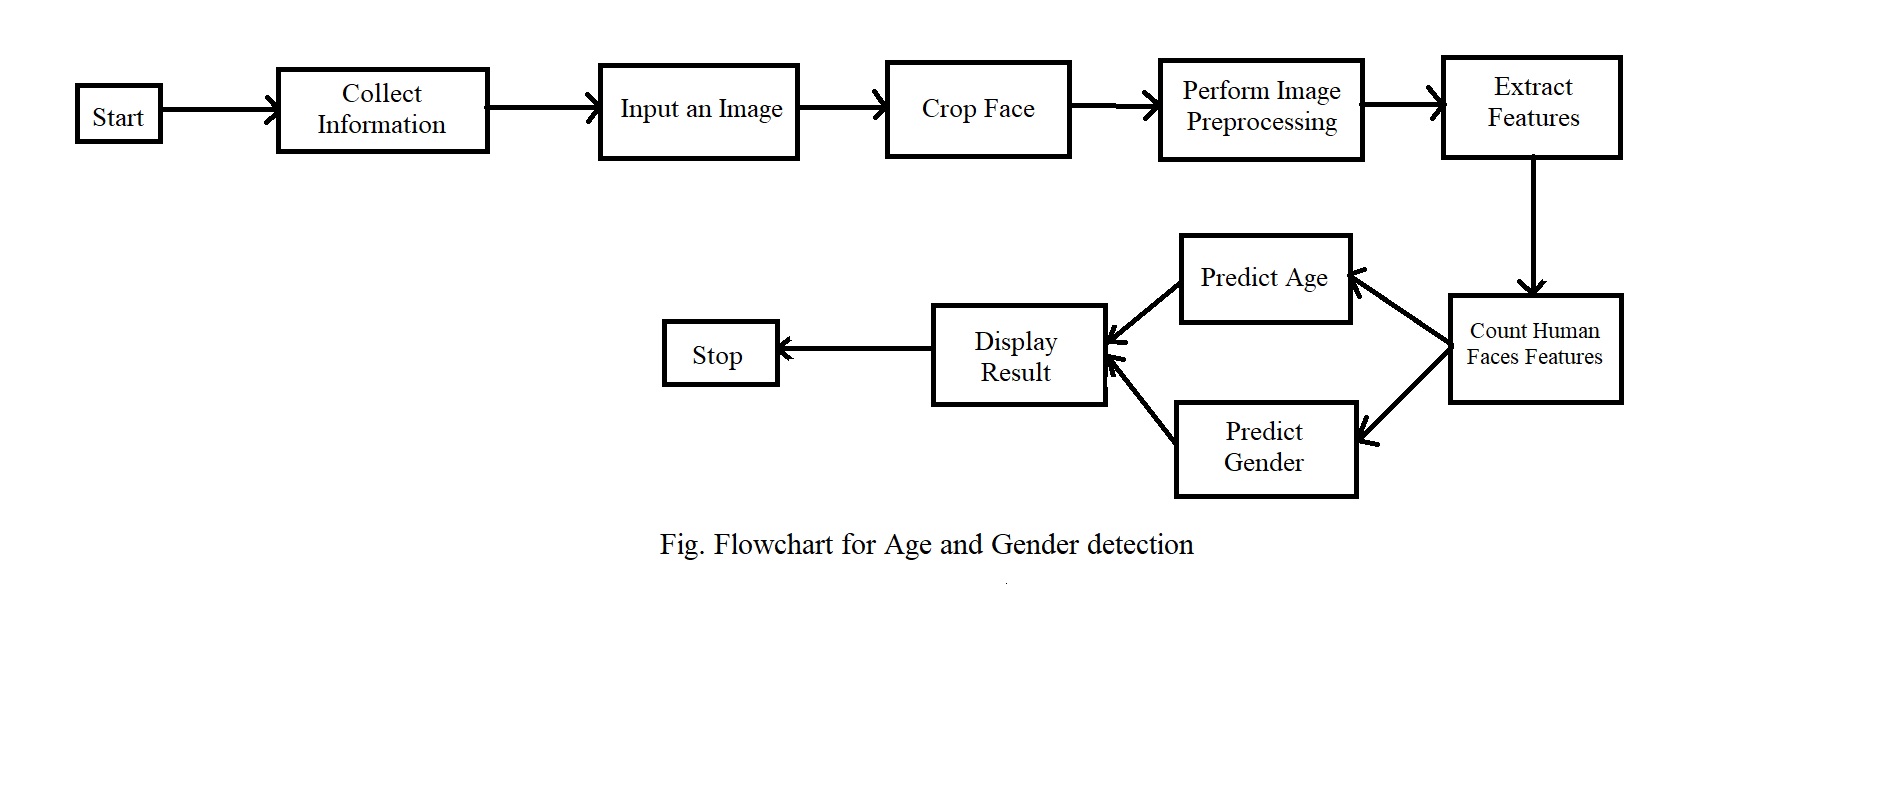 Start
Collect
Information
Input an Image
Crop Face
Perform Image
Preprocessing
Extract
Features
Count Human
Faces Features
Predict Age
Predict
Gender
Display
Result
Stop
Fig. Flowchart for Age and Gender detection